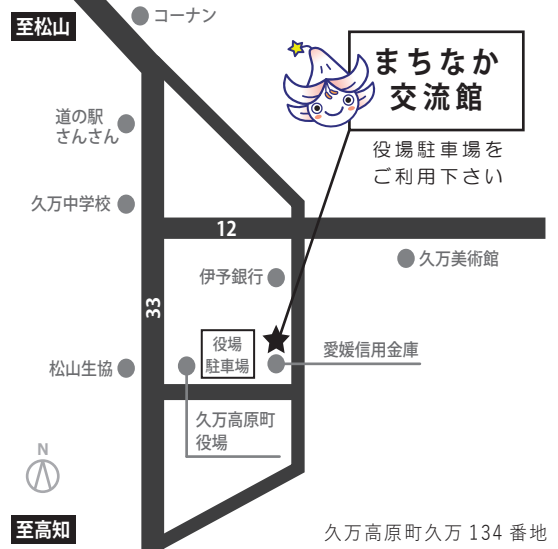 至松山
コーナン
まちなか
交流館
役場駐車場を
ご利用下さい
道の駅
さんさん
久万中学校
12
久万美術館
伊予銀行
33
役場
駐車場
愛媛信用金庫
松山生協
久万高原町
役場
N
至高知
久万高原町久万 134 番地